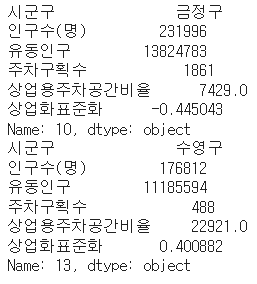 시군구 금정구
인구수(명) 231996
유동인구 13824783
주차구획수 1861
상업용주차공간비율 7429.0
상업화표준화 -0.445043
Name: 10, dtype: object
시군구 수영구
인구수(명) 176812
유동인구 11185594
주차구획수 488
상업용주차공간비율 22921.0
상업화표준화 0.400882
Name: 13, dtype: object